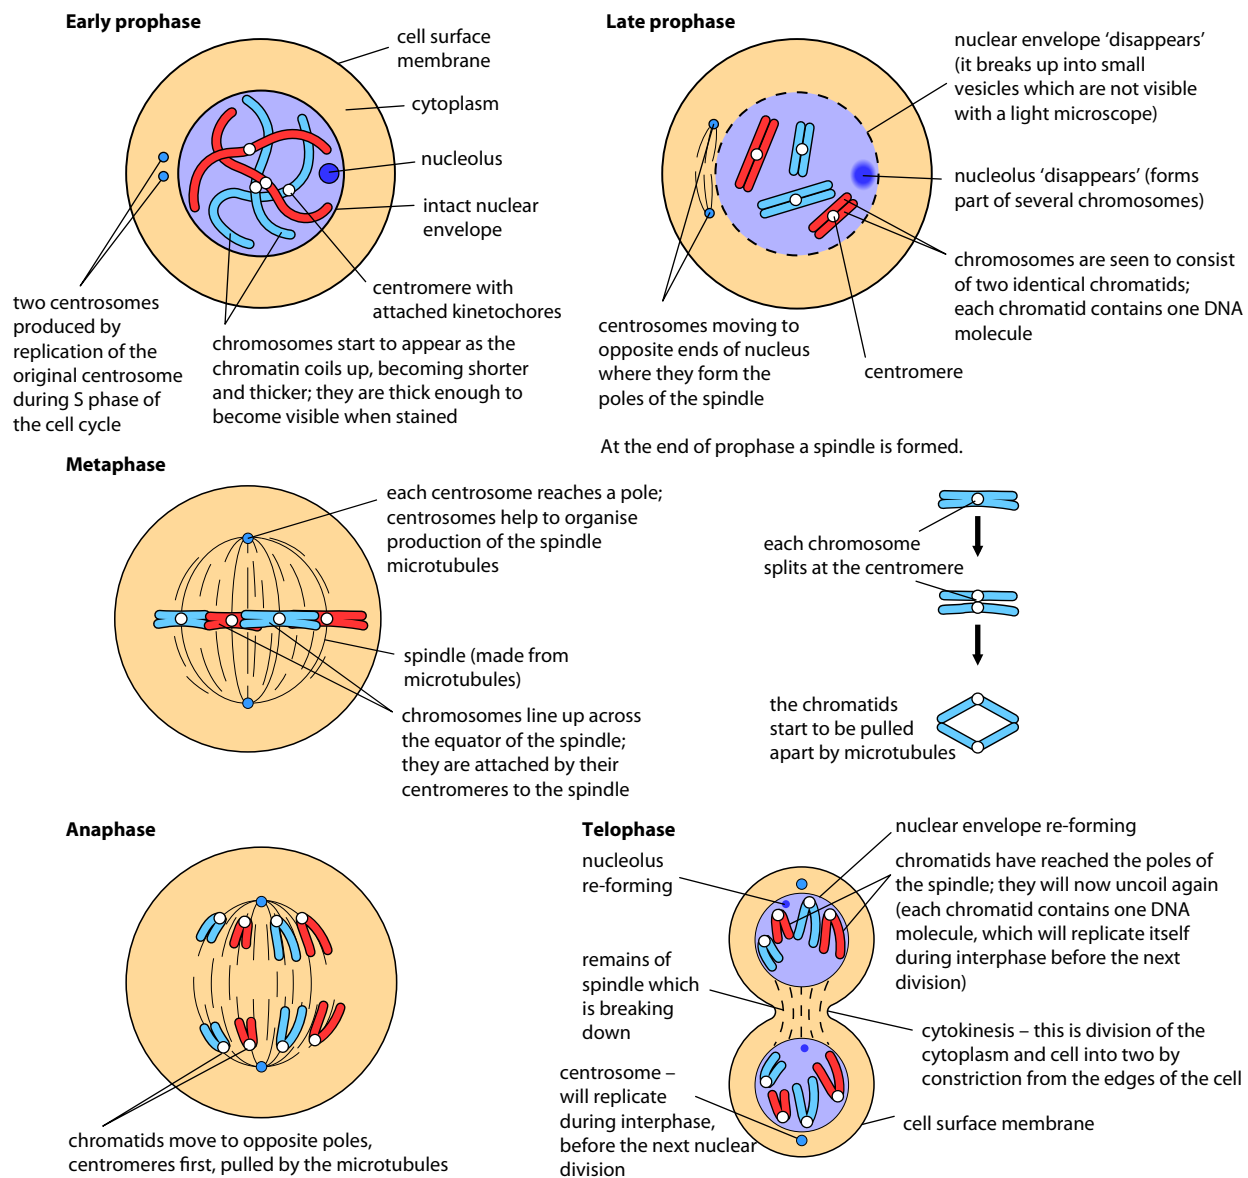 Early prophase
cell surface
membrane
cytoplasm
nucleolus
intact nuclear
envelope
centromere with
attached kinetochores
two centrosomes
produced by
replication of the
original centrosome
during S phase of
the cell cycle
chromosomes start to appear as the
chromatin coils up, becoming shorter
and thicker; they are thick enough to
become visible when stained
Late prophase
nuclear envelope ‘disappears’
(it breaks up into small
vesicles which are not visible
with a light microscope)
nucleolus ‘disappears’ (forms
part of several chromosomes)
chromosomes are seen to consist
of two identical chromatids;
each chromatid contains one DNA
molecule
centrosomes moving to
opposite ends of nucleus
where they form the
poles of the spindle
centromere
At the end of prophase a spindle is formed.
Metaphase
each centrosome reaches a pole;
centrosomes help to organise
production of the spindle
microtubules
spindle (made from
microtubules)
chromosomes line up across
the equator of the spindle;
they are attached by their
centromeres to the spindle
each chromosome
splits at the centromere
the chromatids
start to be pulled
apart by microtubules
Anaphase
chromatids move to opposite poles,
centromeres first, pulled by the microtubules
Telophase
nuclear envelope re-forming
nucleolus
re-forming
chromatids have reached the poles of
the spindle; they will now uncoil again
(each chromatid contains one DNA
molecule, which will replicate itself
during interphase before the next
division)
remains of
spindle which
is breaking
down
cytokinesis – this is division of the
cytoplasm and cell into two by
constriction from the edges of the cell
centrosome –
will replicate
during interphase,
before the next nuclear
division
cell surface membrane